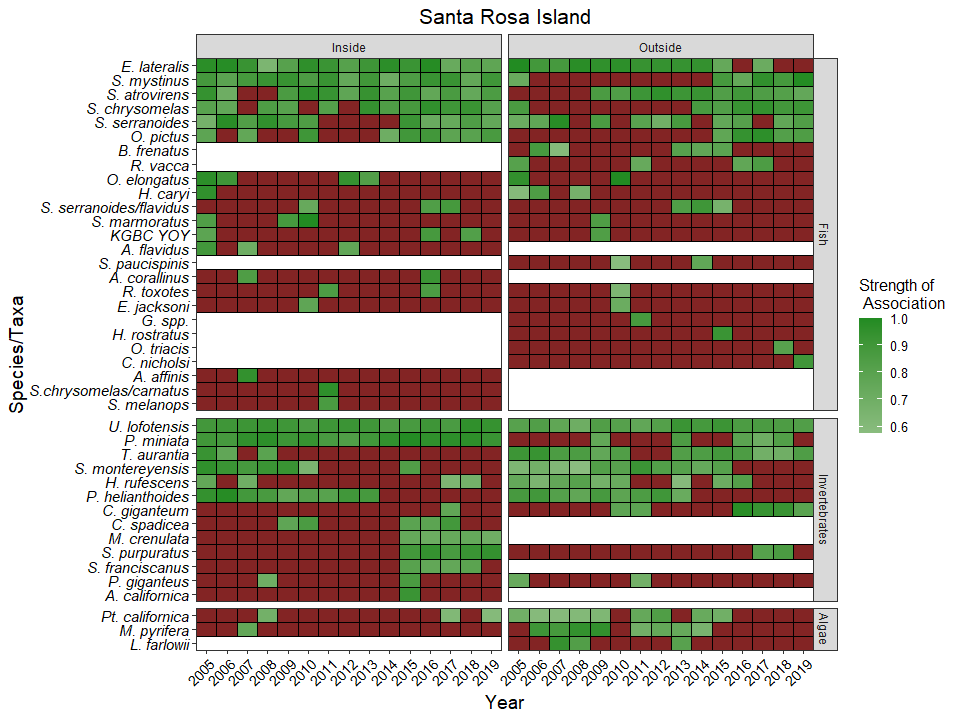 Santa Rosa Island
Inside
Outside
Species/Taxa
E. lateralis
S. mystinus
S. atrovirens
S. chrysomelas
S. serranoides
O. pictus
B. frenatus
R. vacca
O. elongatus
H. caryi
S. serranoides/flavidus
S. marmoratus
KGBC YOY
A. flavidus
S. paucispinis
A. corallinus
R. toxotes
E. jacksoni
G. spp.
H. rostratus
O. triacis
C. nicholsi
A. affinis
S.chrysomelas/carnatus
S. melanops
Fish
U. lofotensis
P. miniata
T. aurantia
S. montereyensis
H. rufescens
P. helianthoides
C. giganteum
C. spadicea
M. crenulata
S. purpuratus
S. franciscanus
P. giganteus
A. californica
Invertebrates
Pt. californica
M. pyrifera
L. farlowii
Algae
2005 2006 2007 2008 2009 2010 2011 2012 2013 2014 2015 2016 2017 2018 2019
2005 2006 2007 2008 2009 2010 2011 2012 2013 2014 2015 2016 2017 2018 2019
Year
Strength of
Association
1.0
0.9
0.8
0.7
0.6